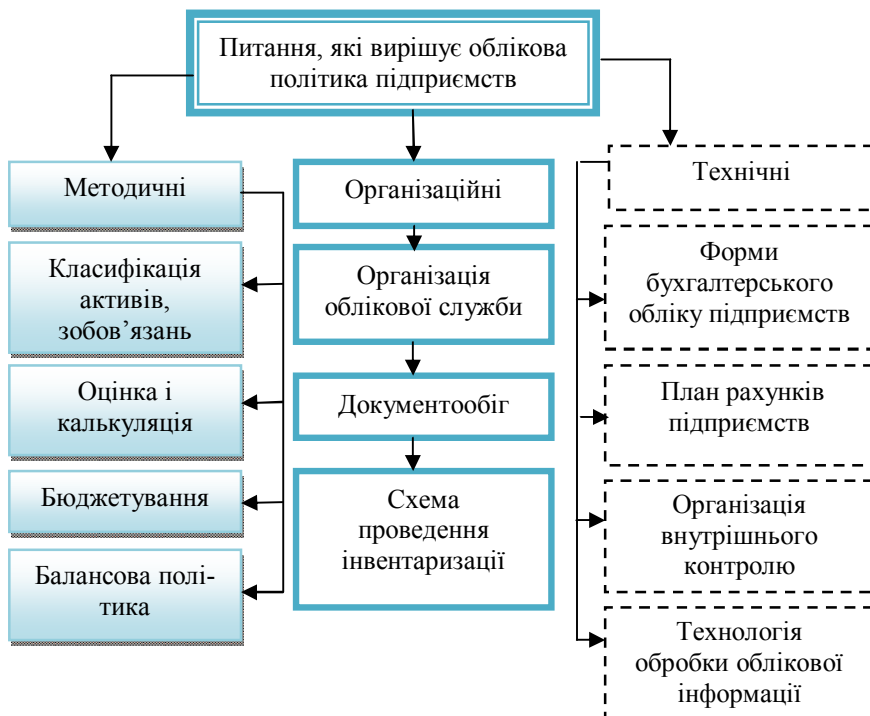 Питання, які вирішує облікова
політика підприємств
Методичні
Класифікація
активів,
зобов’язань
Оцінка і
калькуляція
Бюджетування
Балансова полі-
тика
Організаційні
Організація
облікової служби
Документообіг
Схема
проведення
інвентаризації
Технічні
Форми
бухгалтерського
обліку підприємств
План рахунків
підприємств
Організація
внутрішнього
контролю
Технологія
обробки облікової
інформації